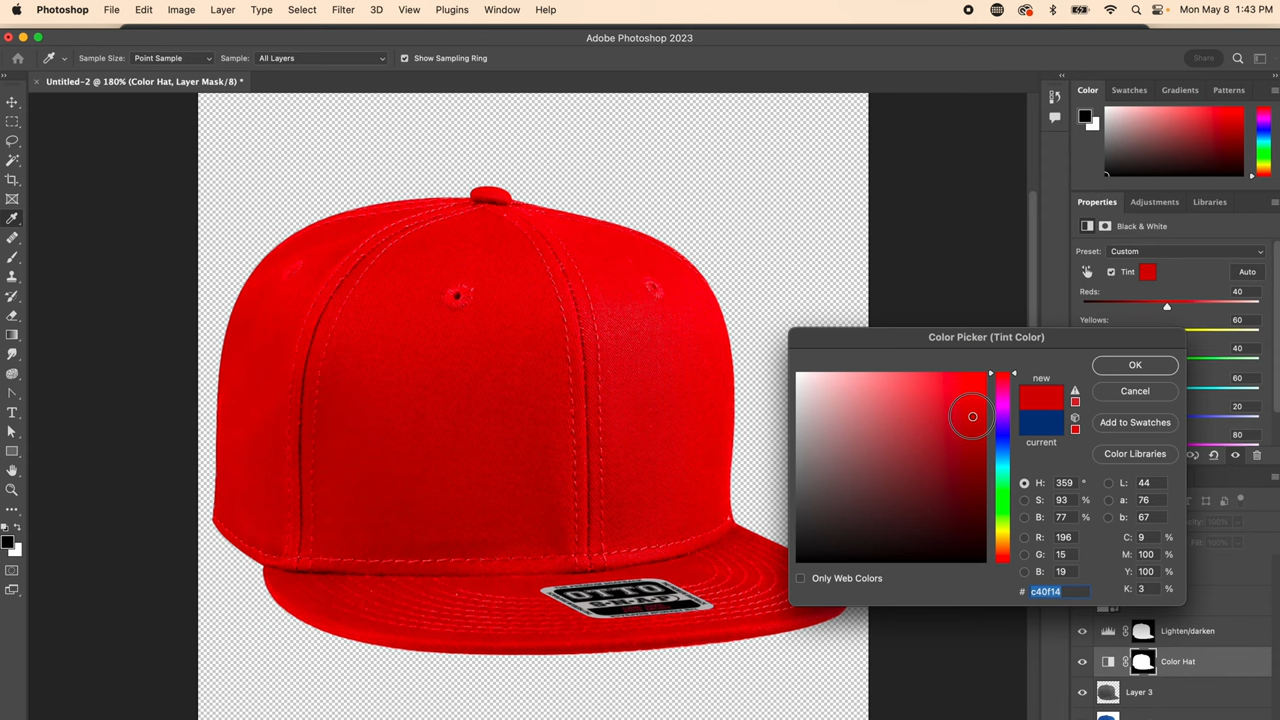 Photoshop File Edit Image Layer Type Select Filter 3D View Plugins Window Help Mon May 8 1:43 PM
Adobe Photoshop 2023
Sample Size: Point Sample Sample: All Layers Show Sampling Ring Share
Untitled-2 @ 180% (Color Hat, Layer Mask/8) *
Color Swatches Gradients Patterns
Properties Adjustments Libraries
Black & White
Preset: Custom
Tint Auto
Reds: 40
Yellows: 60
40
60
20
80
Color Picker (Tint Color)
new
current
OK
Cancel
Add to Swatches
Color Libraries
H: 359 ° L: 44
S: 93 % a: 76
B: 77 % b: 67
R: 196 C: 9 %
G: 15 M: 100 %
B: 19 Y: 100 %
# c40f14 K: 3 %
Only Web Colors
OTTO
SNAP
Opacity: 100%
Fill: 100%
Lighten/darken
Color Hat
Layer 3
T